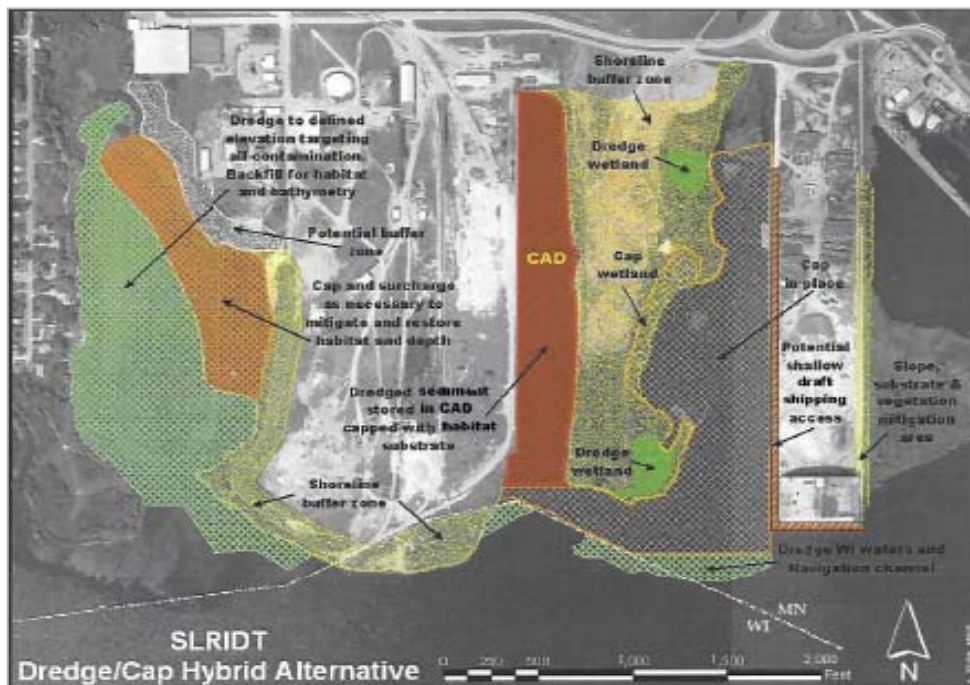 Shoreline
buffer zone
Dredge to defined
elevation targeting
all contamination.
Backfill for habitat
and bathymetry
Dredge
wetland
Potential buffer
zone
CAD
Cap
wetland
Cap
in place
Cap and surcharge
as necessary to
mitigate and restore
habitat and depth
Potential
shallow
draft
shipping
access
Slope,
substrate &
vegetation
mitigation
area
Dredged sediment
stored in CAD
capped with habitat
substrate
Dredge
wetland
Shoreline
buffer zone
Dredge WI waters and
Navigation channel
MN
WI
SLRIDT
Dredge/Cap Hybrid Alternative
0 250 500 1,000 1,500 2,000
Feet
N